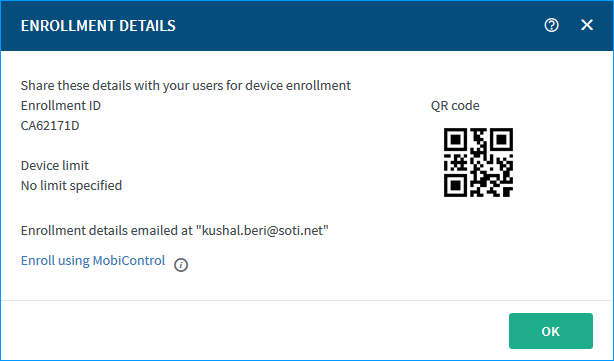 ENROLLMENT DETAILS
Share these details with your users for device enrollment
Enrollment ID
QR code
CA62171D
Device limit
No limit specified
Enrollment details emailed at "kushal.beri@soti.net"
Enroll using MobiControl
OK